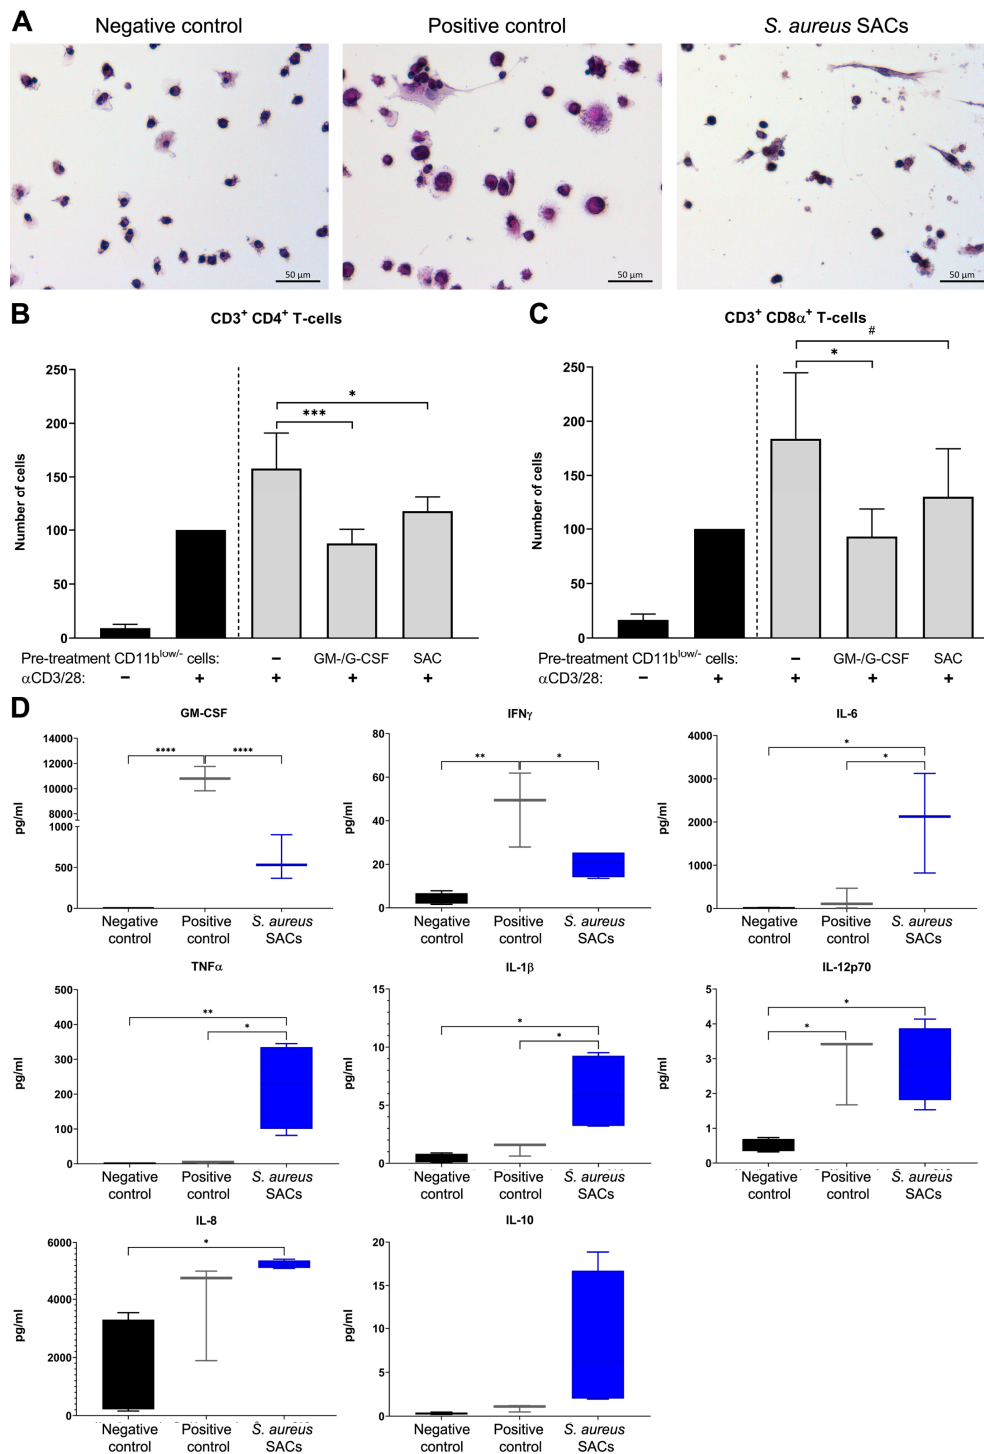 A
Negative control
Positive control
S. aureus SACs
50 µm
50 µm
50 µm
B
CD3+ CD4+ T-cells
Number of cells
250
200
150
100
50
0
***
*
Pre-treatment CD11blow/- cells:
–
GM-/G-CSF
SAC
αCD3/28:
–
+
+
+
+
C
CD3+ CD8α+ T-cells
Number of cells
250
200
150
100
50
0
*
#
Pre-treatment CD11blow/- cells:
–
GM-/G-CSF
SAC
αCD3/28:
–
+
+
+
+
D
GM-CSF
pg/ml
14000
12000
10000
8000
1000
500
0
****
****
Negative control
Positive control
S. aureus SACs
IFNγ
pg/ml
80
60
40
20
0
**
*
Negative control
Positive control
S. aureus SACs
IL-6
pg/ml
4000
3000
2000
1000
0
*
*
Negative control
Positive control
S. aureus SACs
TNFα
pg/ml
500
400
300
200
100
0
**
*
Negative control
Positive control
S. aureus SACs
IL-1β
pg/ml
15
10
5
0
*
*
Negative control
Positive control
S. aureus SACs
IL-12p70
pg/ml
5
4
3
2
1
0
*
*
Negative control
Positive control
S. aureus SACs
IL-8
pg/ml
6000
4000
2000
0
*
Negative control
Positive control
S. aureus SACs
IL-10
pg/ml
20
15
10
5
0
Negative control
Positive control
S. aureus SACs